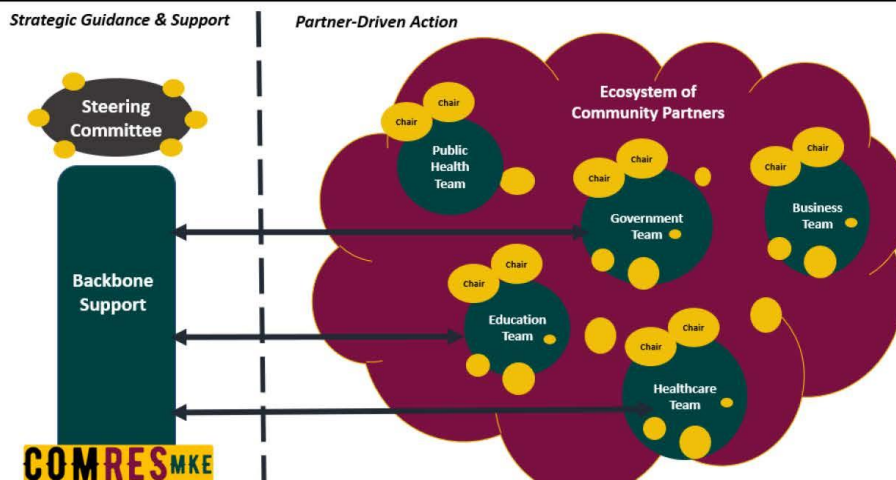 Strategic Guidance & Support
Partner-Driven Action
Steering
Committee
Backbone
Support
COMRESMKE
Ecosystem of
Community Partners
Chair
Chair
Public
Health
Team
Chair
Chair
Government
Team
Chair
Chair
Business
Team
Chair
Chair
Education
Team
Chair
Chair
Healthcare
Team